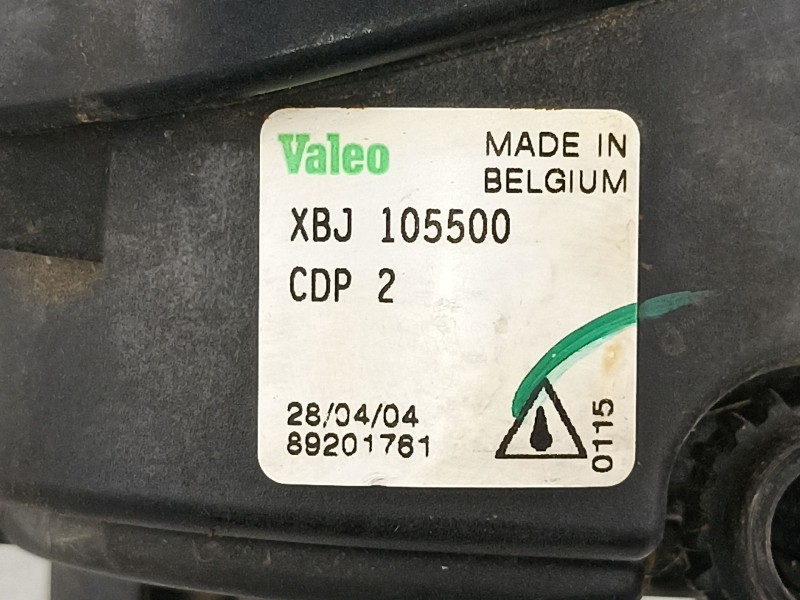 Valeo
MADE IN
BELGIUM
XBJ 105500
CDP 2
28/04/04
89201761
0115